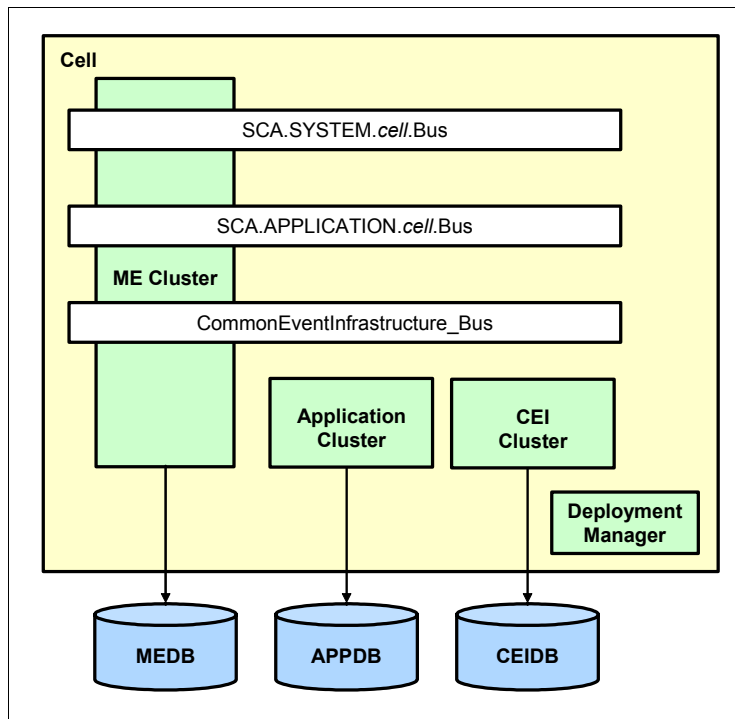 Cell
SCA.SYSTEM.cell.Bus
SCA.APPLICATION.cell.Bus
ME Cluster
CommonEventInfrastructure_Bus
Application
Cluster
CEI
Cluster
Deployment
Manager
MEDB
APPDB
CEIDB